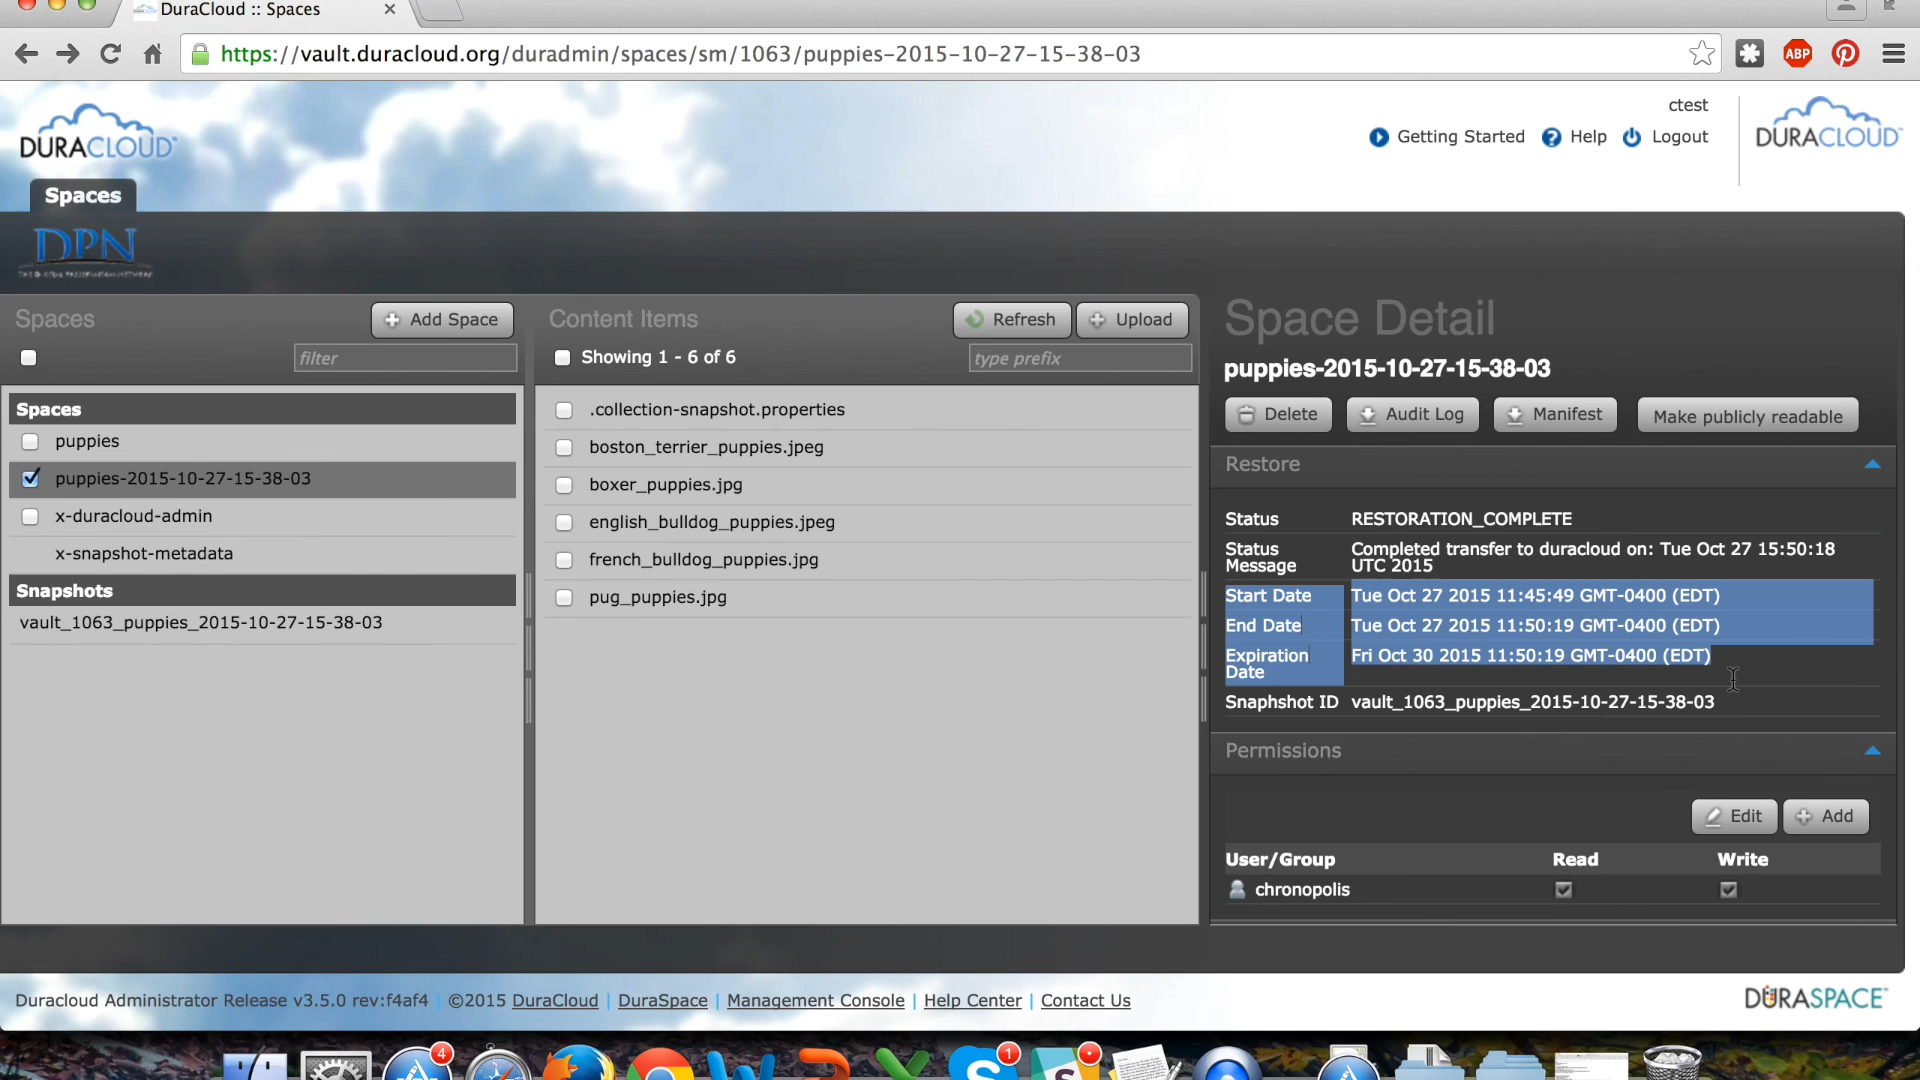 DuraCloud :: Spaces
https://vault.duracloud.org/duradmin/spaces/sm/1063/puppies-2015-10-27-15-38-03
ABP
DURACLOUD
ctest
Getting Started
Help
Logout
DURACLOUD
Spaces
DPN
Spaces
Add Space
filter
Content Items
Refresh
Upload
Showing 1 - 6 of 6
type prefix
Spaces
puppies
puppies-2015-10-27-15-38-03
x-duracloud-admin
x-snapshot-metadata
Snapshots
vault_1063_puppies_2015-10-27-15-38-03
.collection-snapshot.properties
boston_terrier_puppies.jpeg
boxer_puppies.jpg
english_bulldog_puppies.jpeg
french_bulldog_puppies.jpg
pug_puppies.jpg
Space Detail
puppies-2015-10-27-15-38-03
Delete
Audit Log
Manifest
Make publicly readable
Restore
Status RESTORATION_COMPLETE
Status Completed transfer to duracloud on: Tue Oct 27 15:50:18
Message UTC 2015
Start Date Tue Oct 27 2015 11:45:49 GMT-0400 (EDT)
End Date Tue Oct 27 2015 11:50:19 GMT-0400 (EDT)
Expiration Fri Oct 30 2015 11:50:19 GMT-0400 (EDT)
Date
Snaphshot ID vault_1063_puppies_2015-10-27-15-38-03
Permissions
Edit
Add
User/Group Read Write
chronopolis
Duracloud Administrator Release v3.5.0 rev:f4af4 | ©2015 DuraCloud | DuraSpace | Management Console | Help Center | Contact Us
DURASPACE
4
1